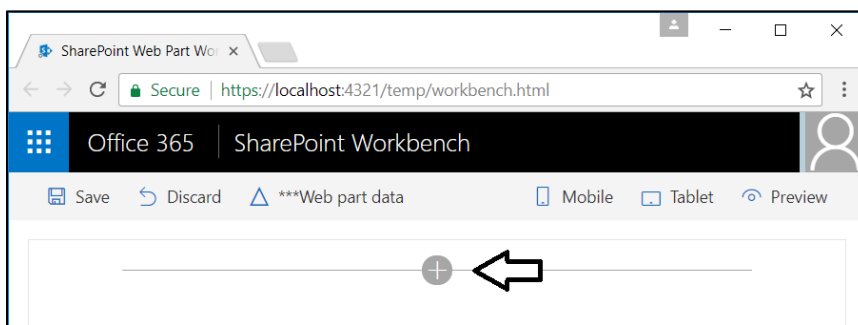 SharePoint Web Part Wo
Secure | https://localhost:4321/temp/workbench.html
Office 365 | SharePoint Workbench
Save Discard ***Web part data Mobile Tablet Preview